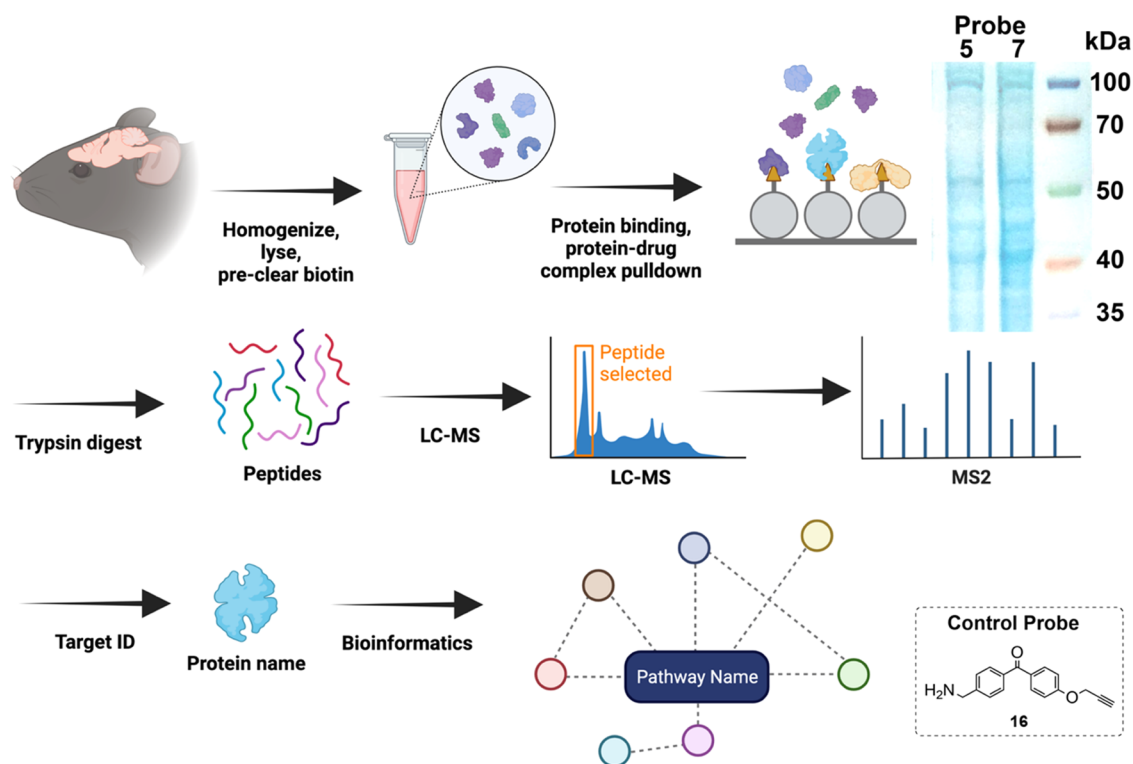 Probe
5 7
kDa
100
70
50
40
35
Homogenize,
lyse,
pre-clear biotin
Protein binding,
protein-drug
complex pulldown
Trypsin digest
Peptides
LC-MS
Peptide
selected
LC-MS
MS2
Target ID
Protein name
Bioinformatics
Pathway Name
Control Probe
O
H₂N
O
16